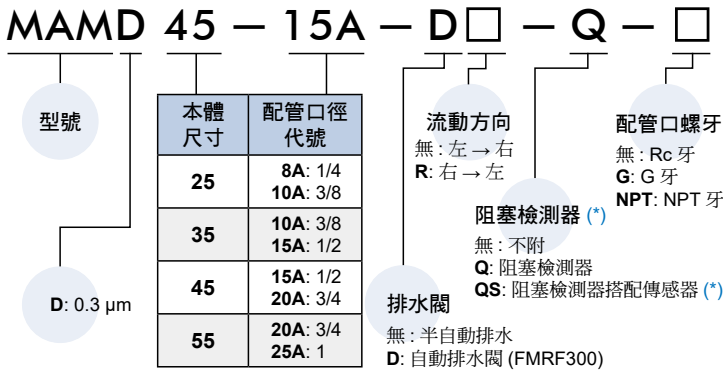 MAMD 45 – 15A – D□ – Q – □
型號
D: 0.3 μm
本體尺寸 配管口徑代號
25 8A: 1/4
10A: 3/8
35 10A: 3/8
15A: 1/2
45 15A: 1/2
20A: 3/4
55 20A: 3/4
25A: 1
排水閥
無 : 半自動排水
D: 自動排水閥 (FMRF300)
流動方向
無 : 左 → 右
R: 右 → 左
阻塞檢測器 (*)
無 : 不附
Q: 阻塞檢測器
QS: 阻塞檢測器搭配傳感器 (*)
配管口螺牙
無 : Rc 牙
G: G 牙
NPT: NPT 牙